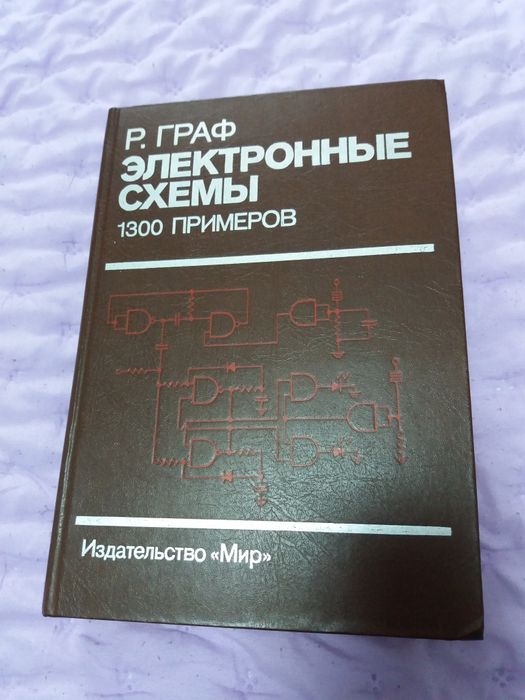 Р. ГРАФ
ЭЛЕКТРОННЫЕ
СХЕМЫ
1300 ПРИМЕРОВ
Издательство «Мир»